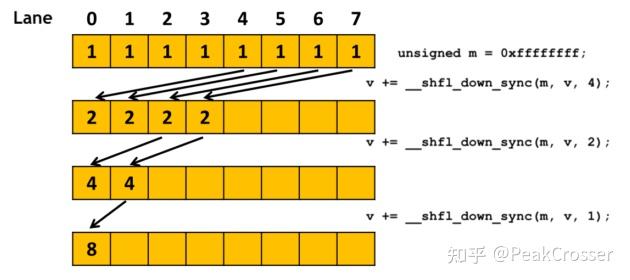 Lane 0 1 2 3 4 5 6 7
1 1 1 1 1 1 1 1 unsigned m = 0xffffffff;
v += __shfl_down_sync(m, v, 4);
2 2 2 2
v += __shfl_down_sync(m, v, 2);
4 4
v += __shfl_down_sync(m, v, 1);
8
知乎 @PeakCrosser